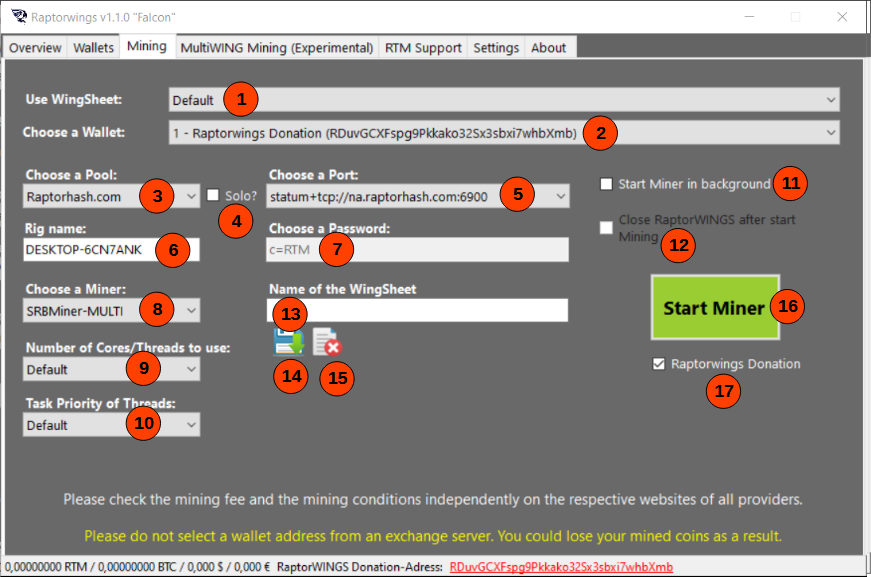 Raptorwings v1.1.0 "Falcon"
Overview Wallets Mining MultiWING Mining (Experimental) RTM Support Settings About
Use WingSheet: Default 1
Choose a Wallet: 1 - Raptorwings Donation (RDuvGCXFspg9Pkkako32Sx3sbxi7whbXmb) 2
Choose a Pool: Choose a Port:
Raptorhash.com 3 Solo? statum+tcp://na.raptorhash.com:6900 5 Start Miner in background 11
4
Rig name: Choose a Password: Close RaptorWINGS after start
DESKTOP-6CN7ANK 6 c=RTM 7 Mining 12
Choose a Miner: Name of the WingSheet
SRBMiner-MULTI 8 13 Start Miner 16
Number of Cores/Threads to use:
Default 9 14 15 Raptorwings Donation
17
Task Priority of Threads:
Default 10
Please check the mining fee and the mining conditions independently on the respective websites of all providers.
Please do not select a wallet address from an exchange server. You could lose your mined coins as a result.
0,00000000 RTM / 0,00000000 BTC / 0,000 $ / 0,000 € RaptorWINGS Donation-Adress: RDuvGCXFspg9Pkkako32Sx3sbxi7whbXmb